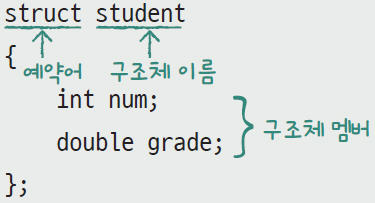 struct student
{
예약어 구조체 이름
int num;
double grade;
구조체 멤버
};